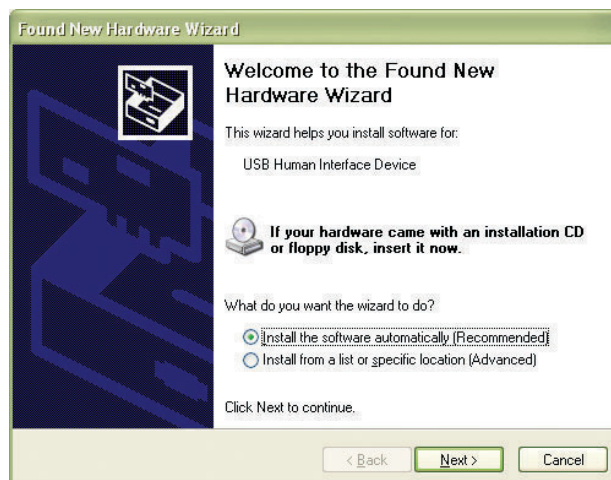 Found New Hardware Wizard
Welcome to the Found New
Hardware Wizard
This wizard helps you install software for:
USB Human Interface Device
If your hardware came with an installation CD
or floppy disk, insert it now.
What do you want the wizard to do?
Install the software automatically (Recommended)
Install from a list or specific location (Advanced)
Click Next to continue.
< Back Next > Cancel